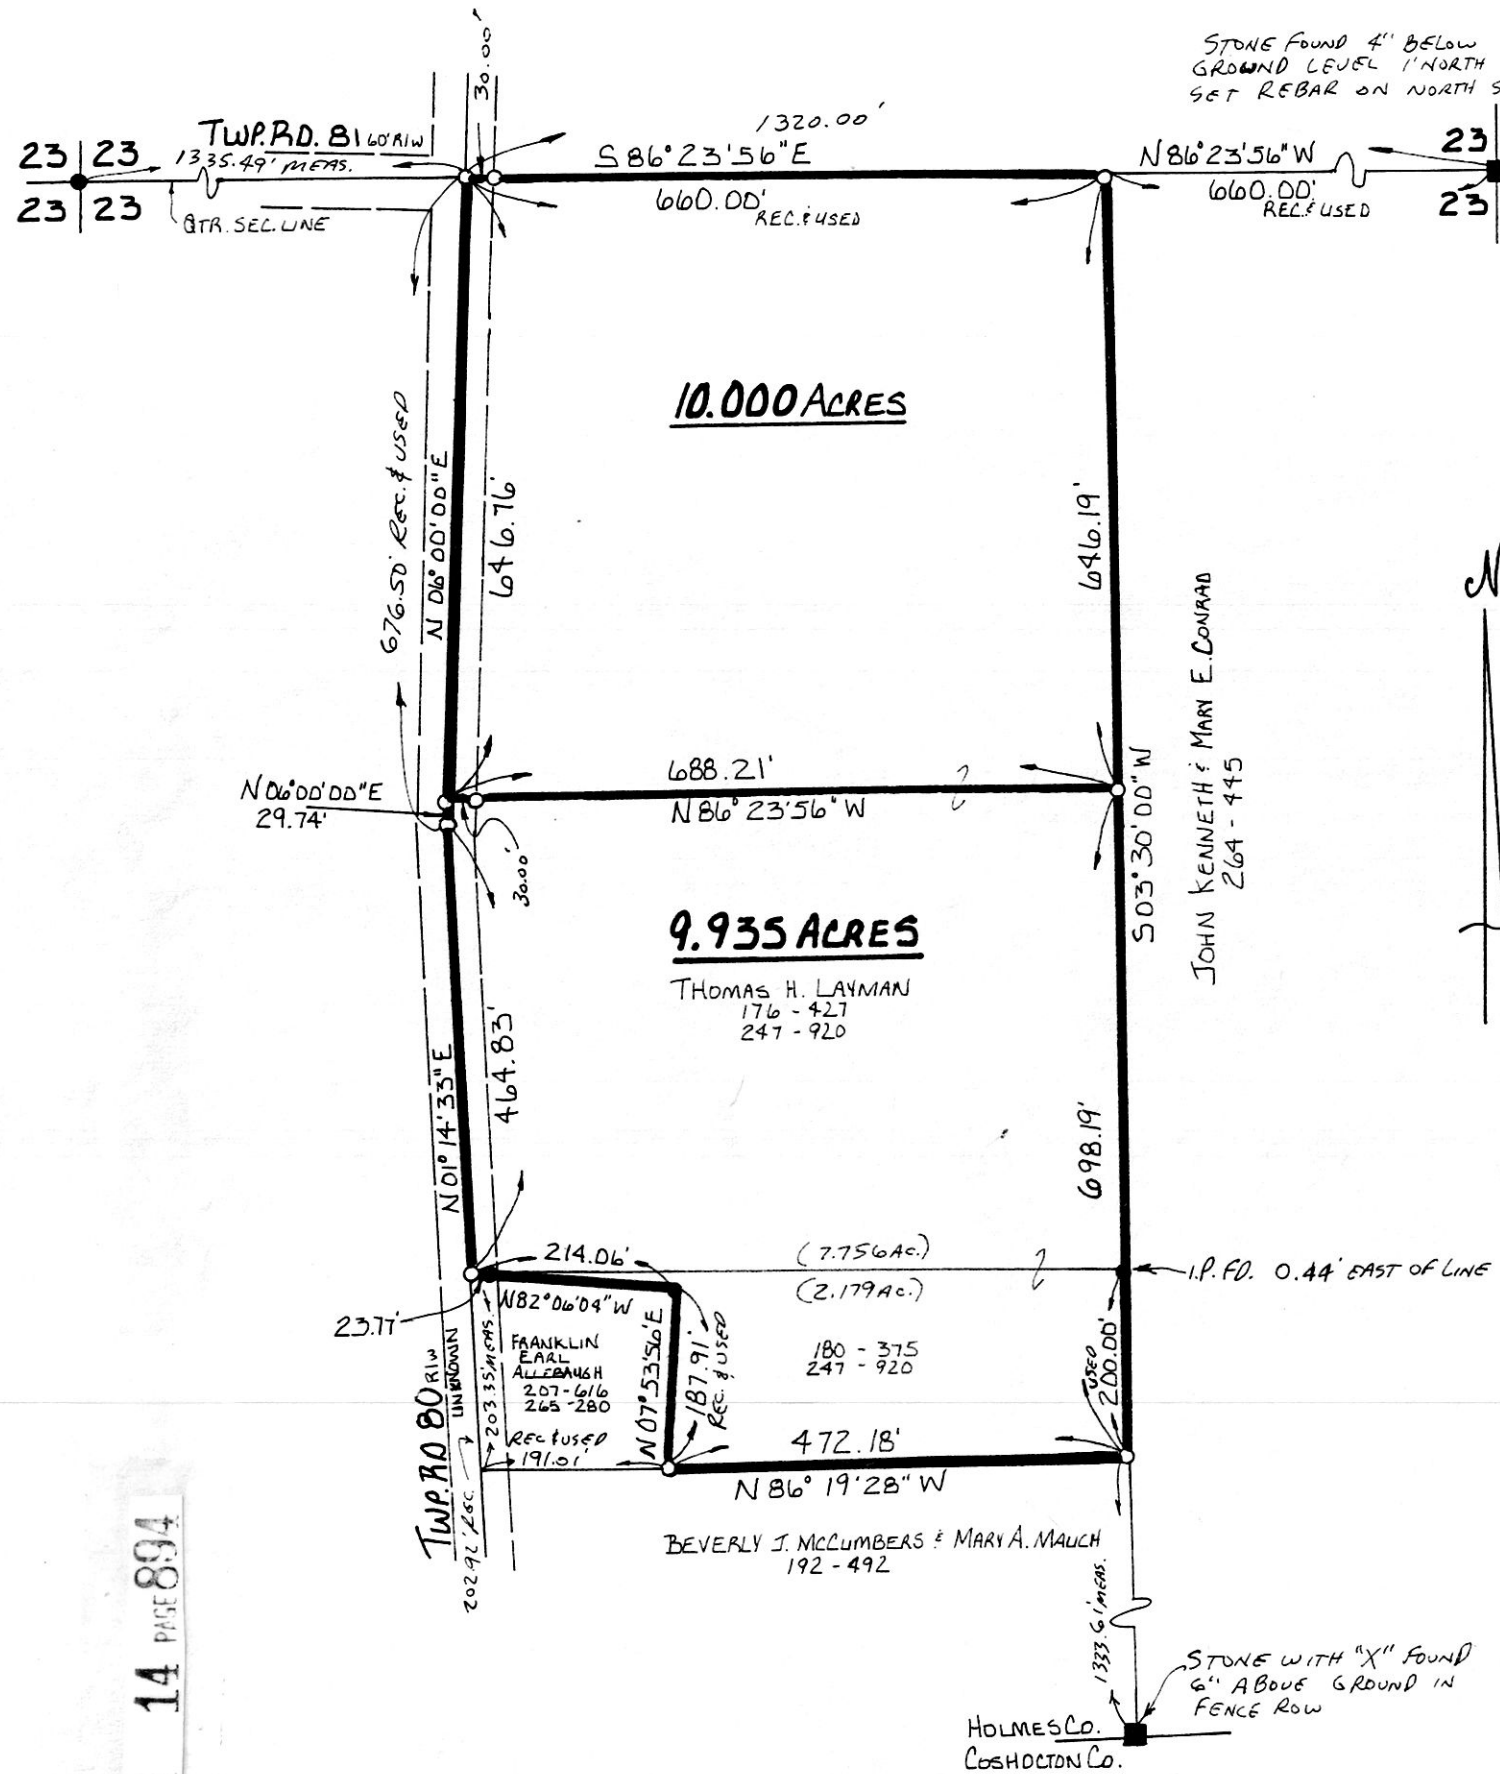 30.00'
STONE FOUND 4" BELOW
GROUND LEVEL 1' NORTH
SET REBAR ON NORTH S
TWP.RD. 81 60' R/W
1320.00'
23 | 23
1335.49' MEAS.
S 86° 23' 56" E
N 86° 23' 56" W
23
23 | 23
QTR. SEC. LINE
660.00'
REC. & USED
660.00'
REC. & USED
23
10.000 ACRES
676.50' REC. & USED
N 06° 00' 00" E
646.76'
646.19'
N
JOHN KENNETH & MARY E. CONRAD
264 - 445
688.21'
N 86° 23' 56" W
N 06° 00' 00" E
29.74'
30.00'
S 03° 30' 00" W
9.935 ACRES
THOMAS H. LAYMAN
176 - 427
247 - 920
N 01° 14' 33" E
464.83'
698.19'
214.06'
(7.756 AC.)
(2.179 AC.)
I.P. FD. 0.44' EAST OF LINE
N 82° 06' 04" W
23.77'
FRANKLIN
EARL
ALLEBAUGH
207-616
265-280
180 - 375
247 - 920
N 07° 53' 56" E
187.91'
REC. & USED
USED
200.00'
TWP. RD 80 R/W
UNKNOWN
203.35' MEAS.
REC & USED
191.01'
202.92' REC.
472.18'
N 86° 19' 28" W
BEVERLY J. MCCUMBERS & MARY A. MAUCH
192 - 492
14 PAGE 894
1333.61' MEAS.
STONE WITH "X" FOUND
6" ABOVE GROUND IN
FENCE ROW
HOLMES CO.
COSHOCTON CO.